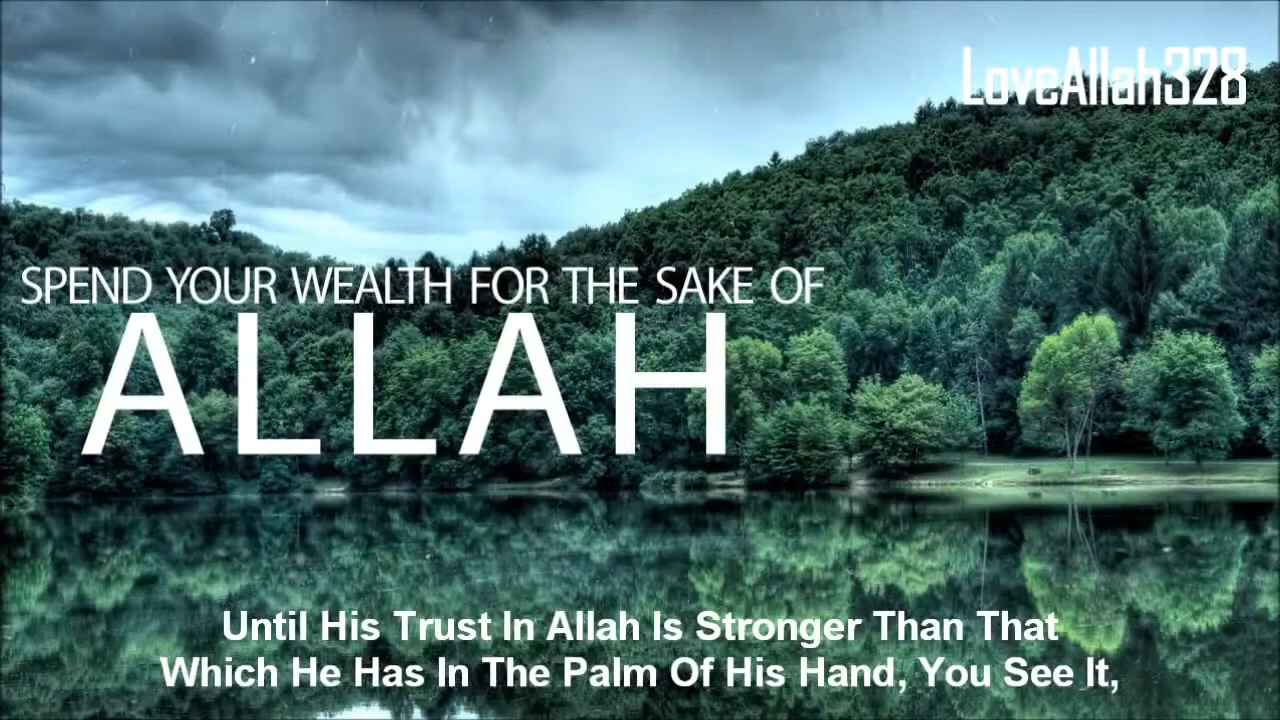 LoveAllah328
SPEND YOUR WEALTH FOR THE SAKE OF
ALLAH
Until His Trust In Allah Is Stronger Than That
Which He Has In The Palm Of His Hand, You See It,